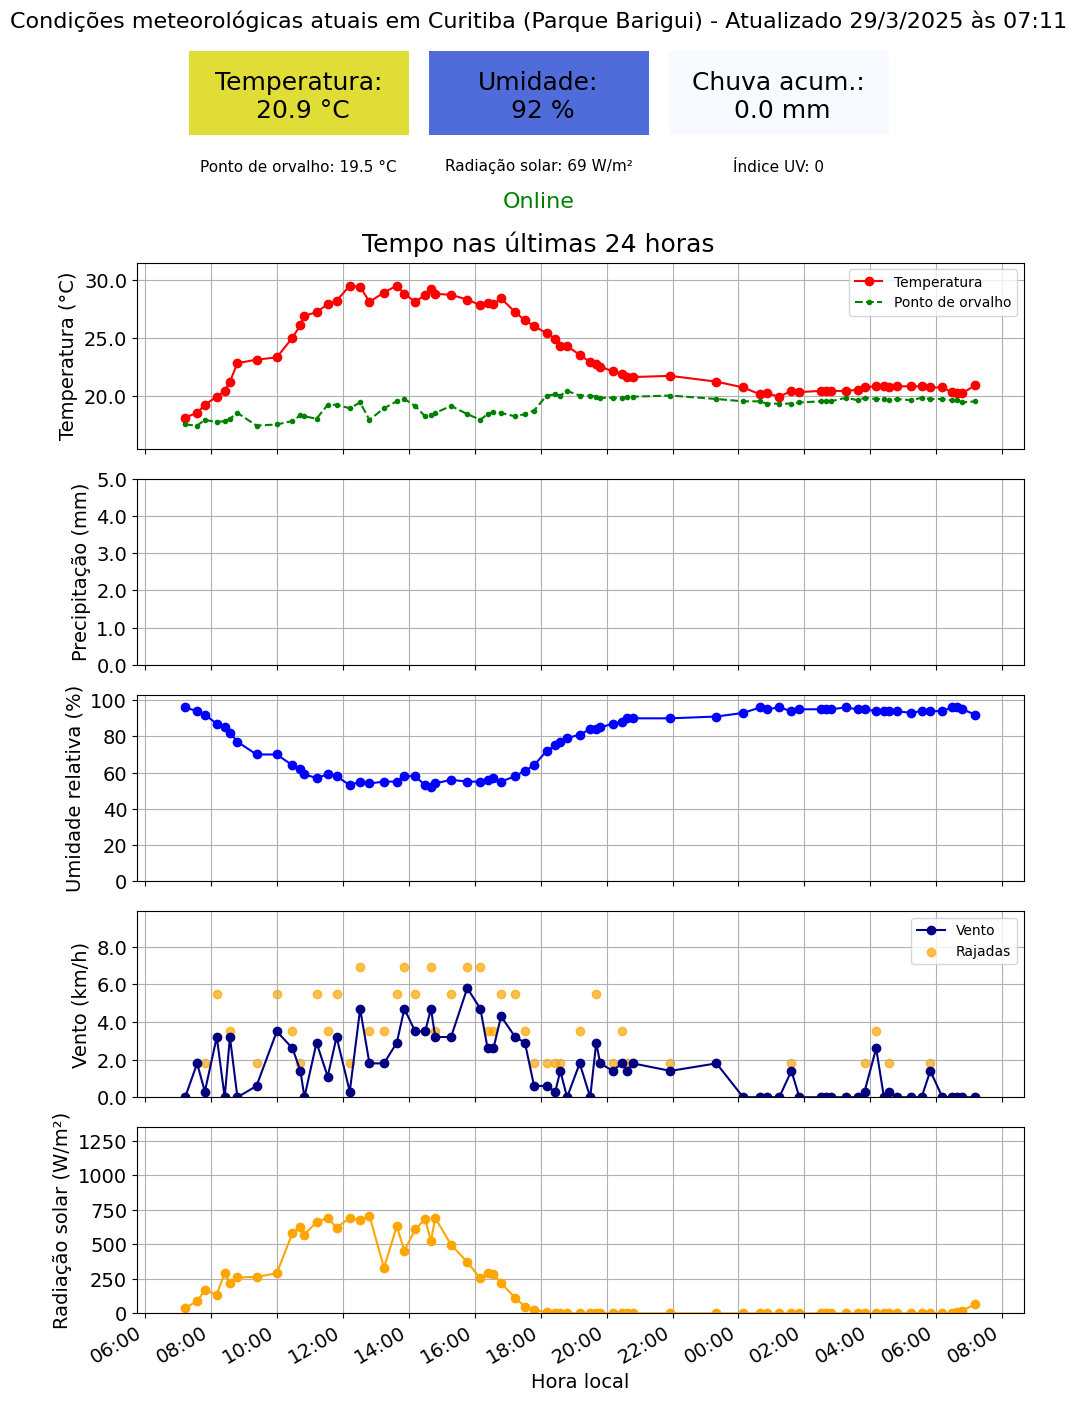 Condições meteorológicas atuais em Curitiba (Parque Barigui) - Atualizado 29/3/2025 às 07:11
Temperatura:
20.9 °C
Umidade:
92 %
Chuva acum.:
0.0 mm
Ponto de orvalho: 19.5 °C
Radiação solar: 69 W/m²
Índice UV: 0
Online
Tempo nas últimas 24 horas
Temperatura (°C)
30.0
25.0
20.0
Temperatura
Ponto de orvalho
Precipitação (mm)
5.0
4.0
3.0
2.0
1.0
0.0
Umidade relativa (%)
100
80
60
40
20
0
Vento (km/h)
8.0
6.0
4.0
2.0
0.0
Vento
Rajadas
Radiação solar (W/m²)
1250
1000
750
500
250
0
06:00
08:00
10:00
12:00
14:00
16:00
18:00
20:00
22:00
00:00
02:00
04:00
06:00
08:00
Hora local